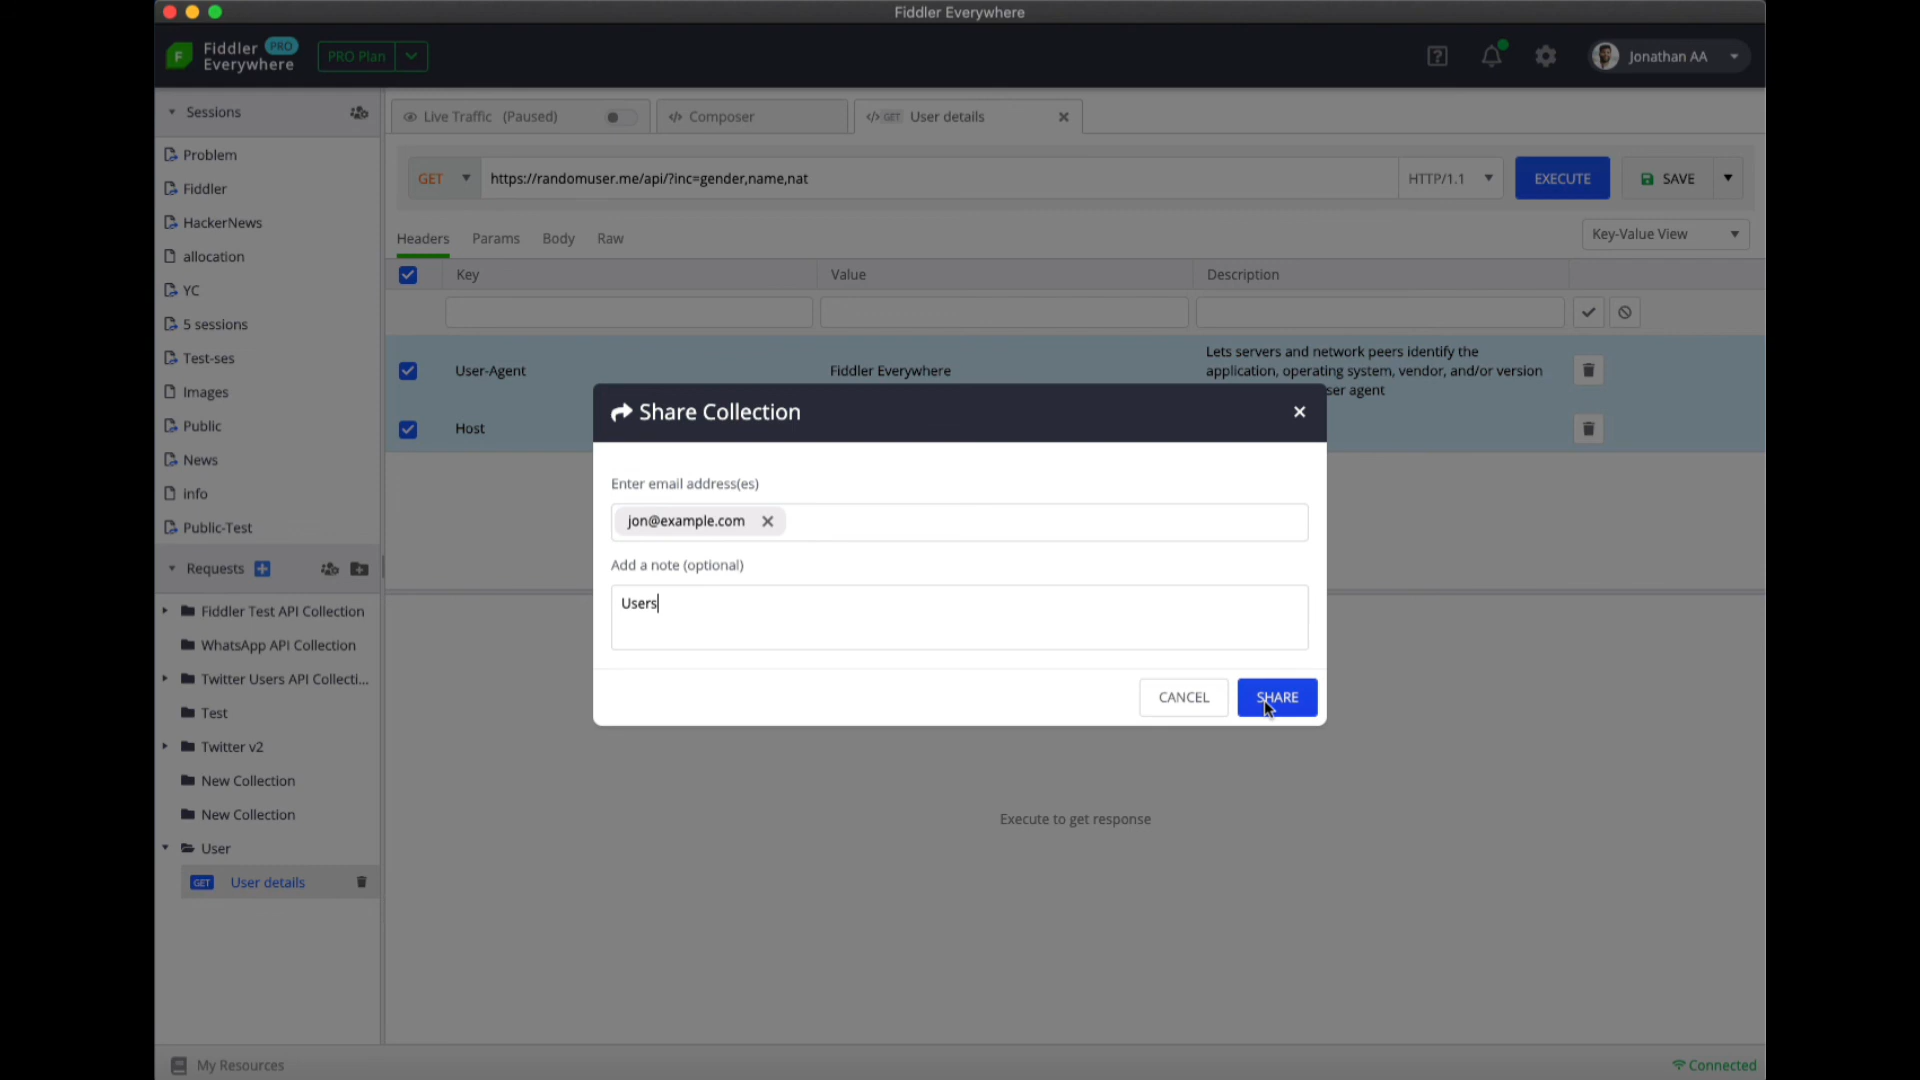 Fiddler Everywhere
Fiddler PRO
Everywhere
PRO Plan
Jonathan AA
Sessions
Live Traffic (Paused)
</> Composer
</> GET User details
Problem
Fiddler
HackerNews
allocation
YC
5 sessions
Test-ses
Images
Public
News
info
Public-Test
GET
https://randomuser.me/api/?inc=gender,name,nat
HTTP/1.1
EXECUTE
SAVE
Headers Params Body Raw
Key-Value View
Key Value Description
User-Agent
Fiddler Everywhere
Lets servers and network peers identify the
application, operating system, vendor, and/or version
ser agent
Host
Share Collection
Enter email address(es)
jon@example.com
Add a note (optional)
Users
CANCEL
SHARE
Requests
Fiddler Test API Collection
WhatsApp API Collection
Twitter Users API Collecti...
Test
Twitter v2
New Collection
New Collection
User
GET User details
Execute to get response
My Resources
Connected